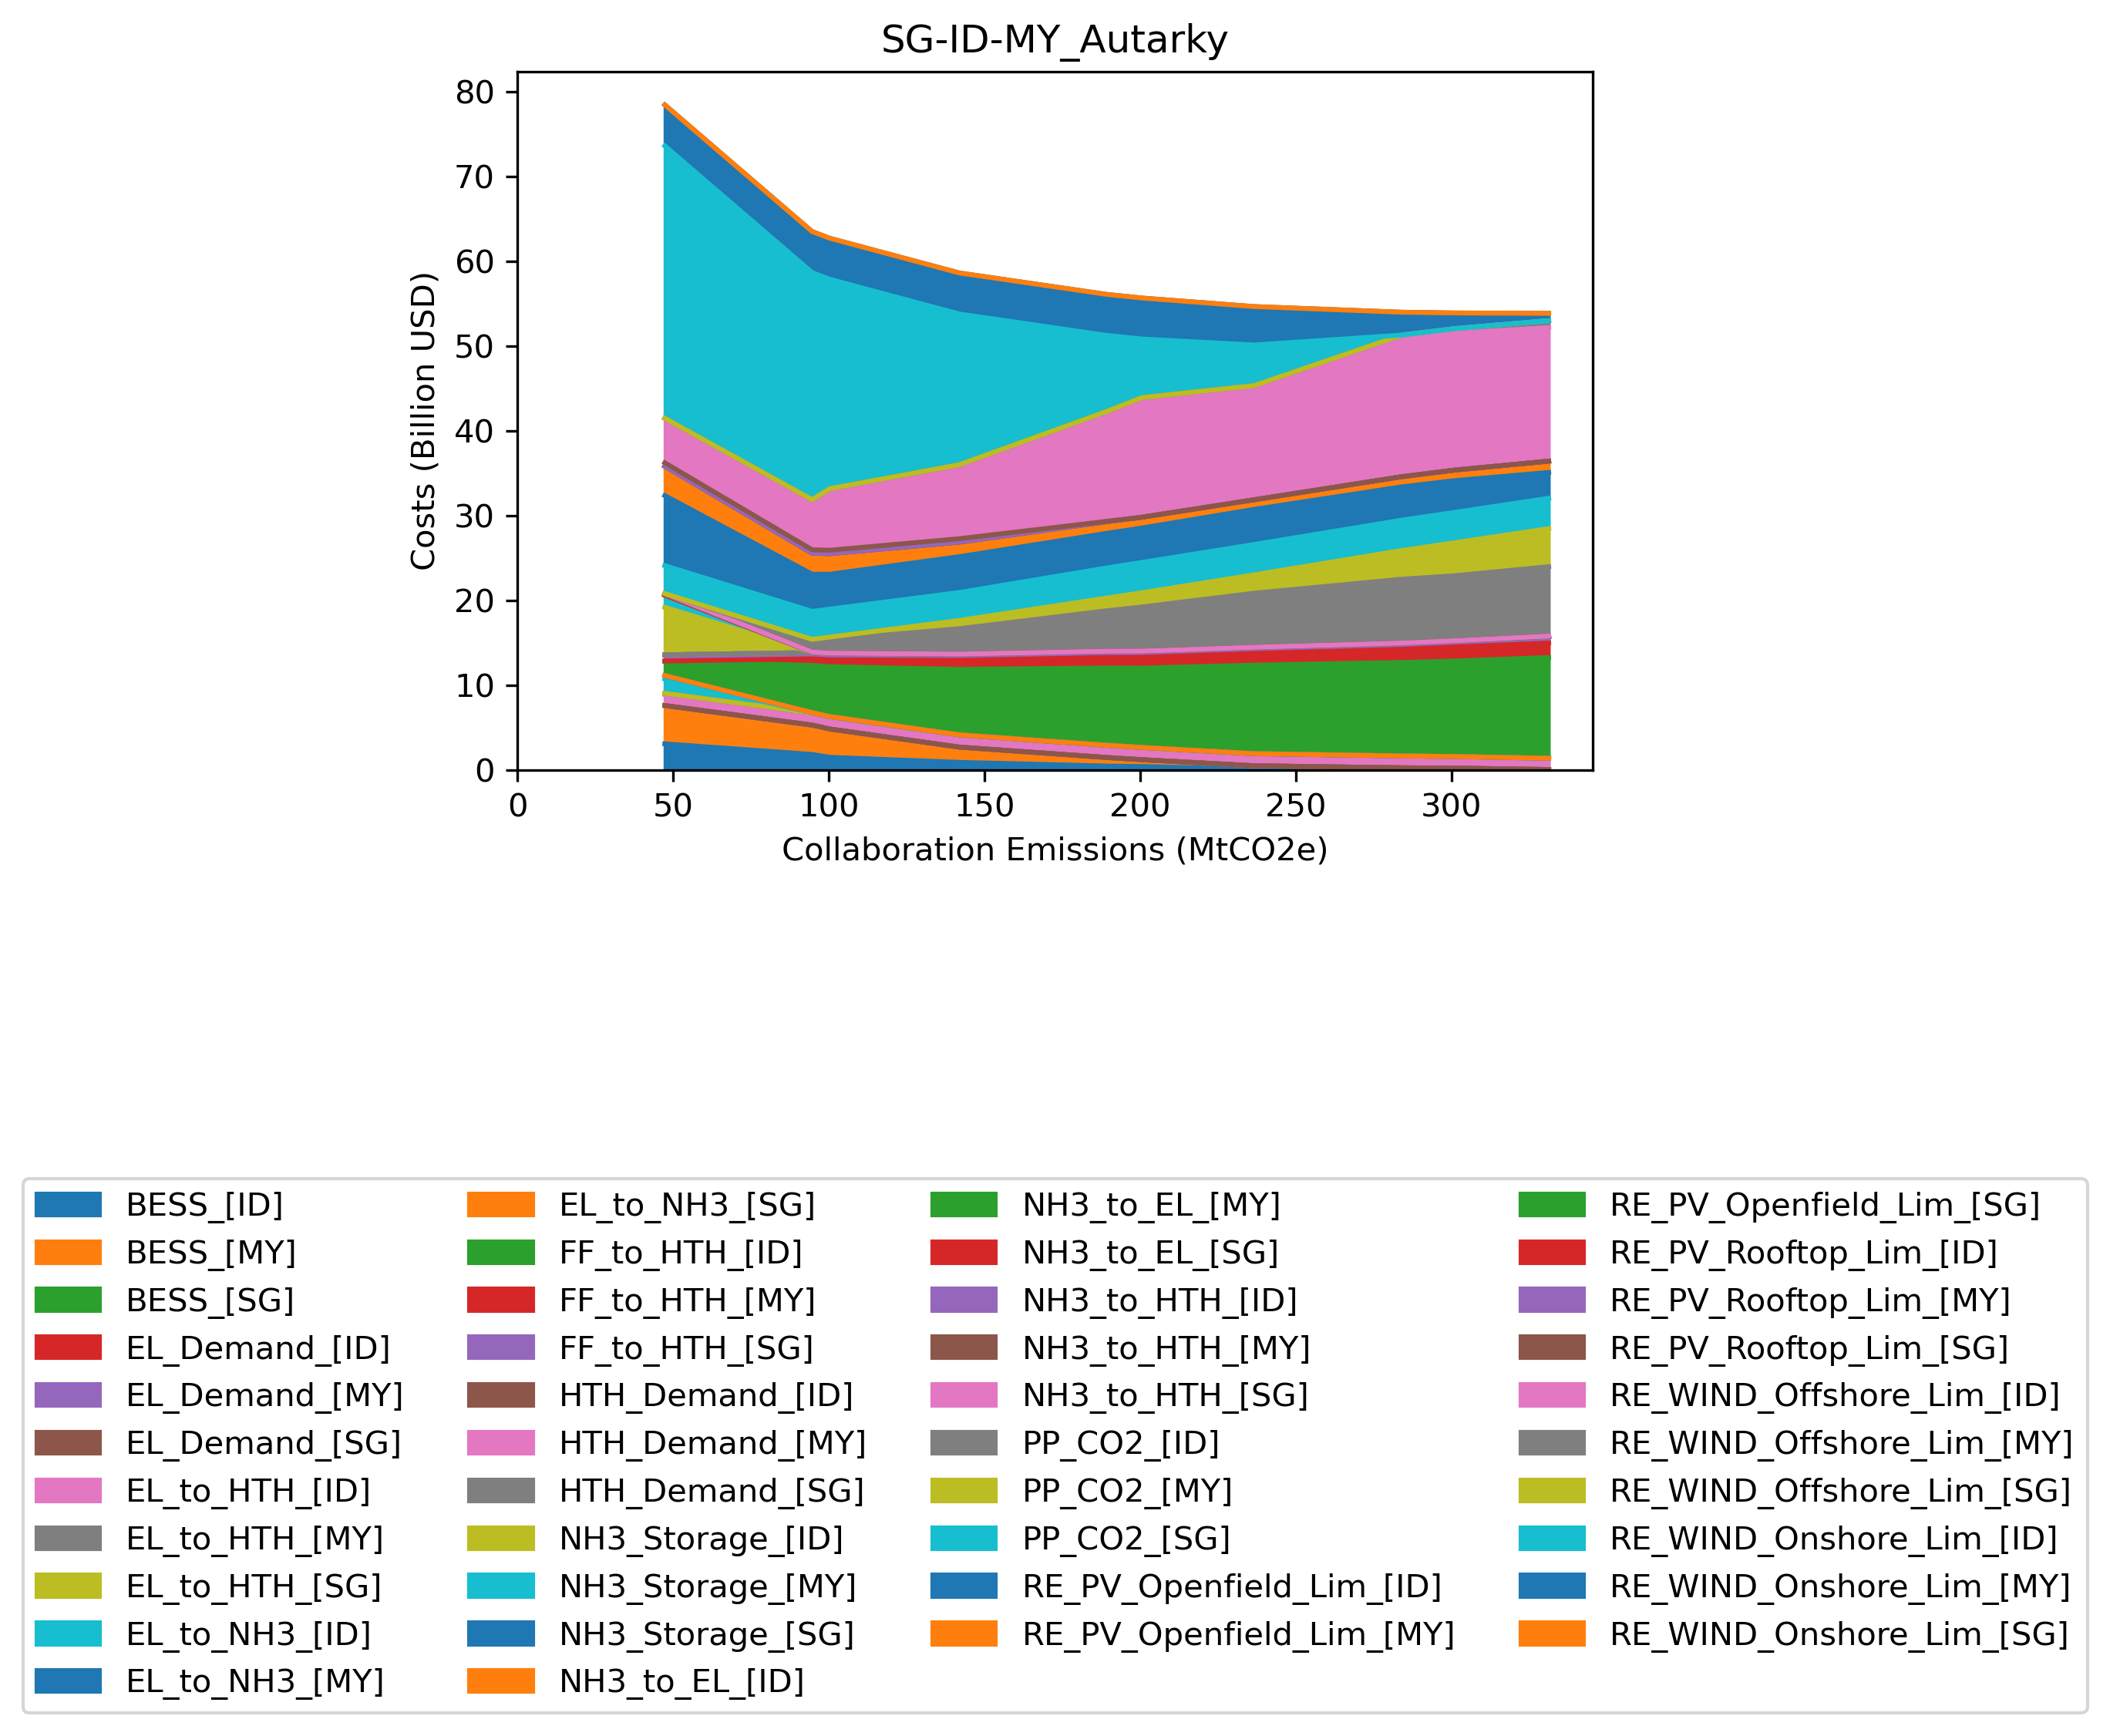 SG-ID-MY_Autarky
80
70
60
50
40
30
20
10
0
Costs (Billion USD)
0 50 100 150 200 250 300
Collaboration Emissions (MtCO2e)
BESS_[ID]
BESS_[MY]
BESS_[SG]
EL_Demand_[ID]
EL_Demand_[MY]
EL_Demand_[SG]
EL_to_HTH_[ID]
EL_to_HTH_[MY]
EL_to_HTH_[SG]
EL_to_NH3_[ID]
EL_to_NH3_[MY]
EL_to_NH3_[SG]
FF_to_HTH_[ID]
FF_to_HTH_[MY]
FF_to_HTH_[SG]
HTH_Demand_[ID]
HTH_Demand_[MY]
HTH_Demand_[SG]
NH3_Storage_[ID]
NH3_Storage_[MY]
NH3_Storage_[SG]
NH3_to_EL_[ID]
NH3_to_EL_[MY]
NH3_to_EL_[SG]
NH3_to_HTH_[ID]
NH3_to_HTH_[MY]
NH3_to_HTH_[SG]
PP_CO2_[ID]
PP_CO2_[MY]
PP_CO2_[SG]
RE_PV_Openfield_Lim_[ID]
RE_PV_Openfield_Lim_[MY]
RE_PV_Openfield_Lim_[SG]
RE_PV_Rooftop_Lim_[ID]
RE_PV_Rooftop_Lim_[MY]
RE_PV_Rooftop_Lim_[SG]
RE_WIND_Offshore_Lim_[ID]
RE_WIND_Offshore_Lim_[MY]
RE_WIND_Offshore_Lim_[SG]
RE_WIND_Onshore_Lim_[ID]
RE_WIND_Onshore_Lim_[MY]
RE_WIND_Onshore_Lim_[SG]